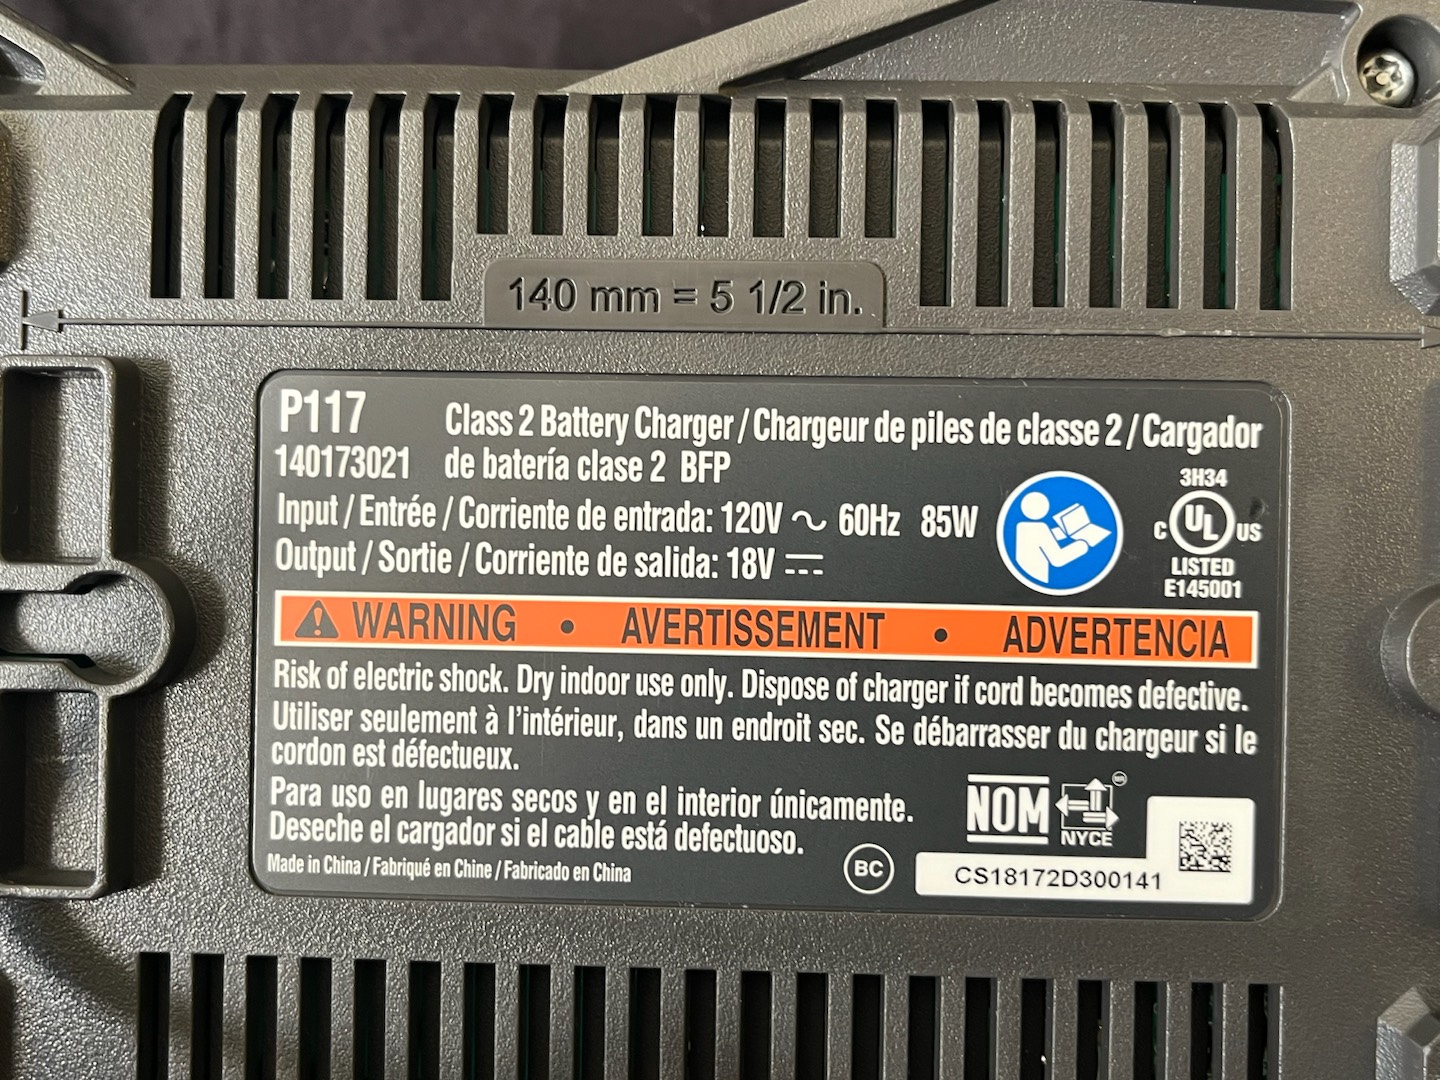 140 mm = 5 1/2 in.
P117
Class 2 Battery Charger / Chargeur de piles de classe 2 / Cargador
140173021 de batería clase 2 BFP
Input / Entrée / Corriente de entrada: 120V ~ 60Hz 85W
Output / Sortie / Corriente de salida: 18V ⎓
3H34
C UL US
LISTED
E145001
⚠ WARNING • AVERTISSEMENT • ADVERTENCIA
Risk of electric shock. Dry indoor use only. Dispose of charger if cord becomes defective.
Utiliser seulement à l'intérieur, dans un endroit sec. Se débarrasser du chargeur si le
cordon est défectueux.
Para uso en lugares secos y en el interior únicamente.
Deseche el cargador si el cable está defectuoso.
Made in China / Fabriqué en Chine / Fabricado en China
BC
NOM
NYCE
CS18172D300141